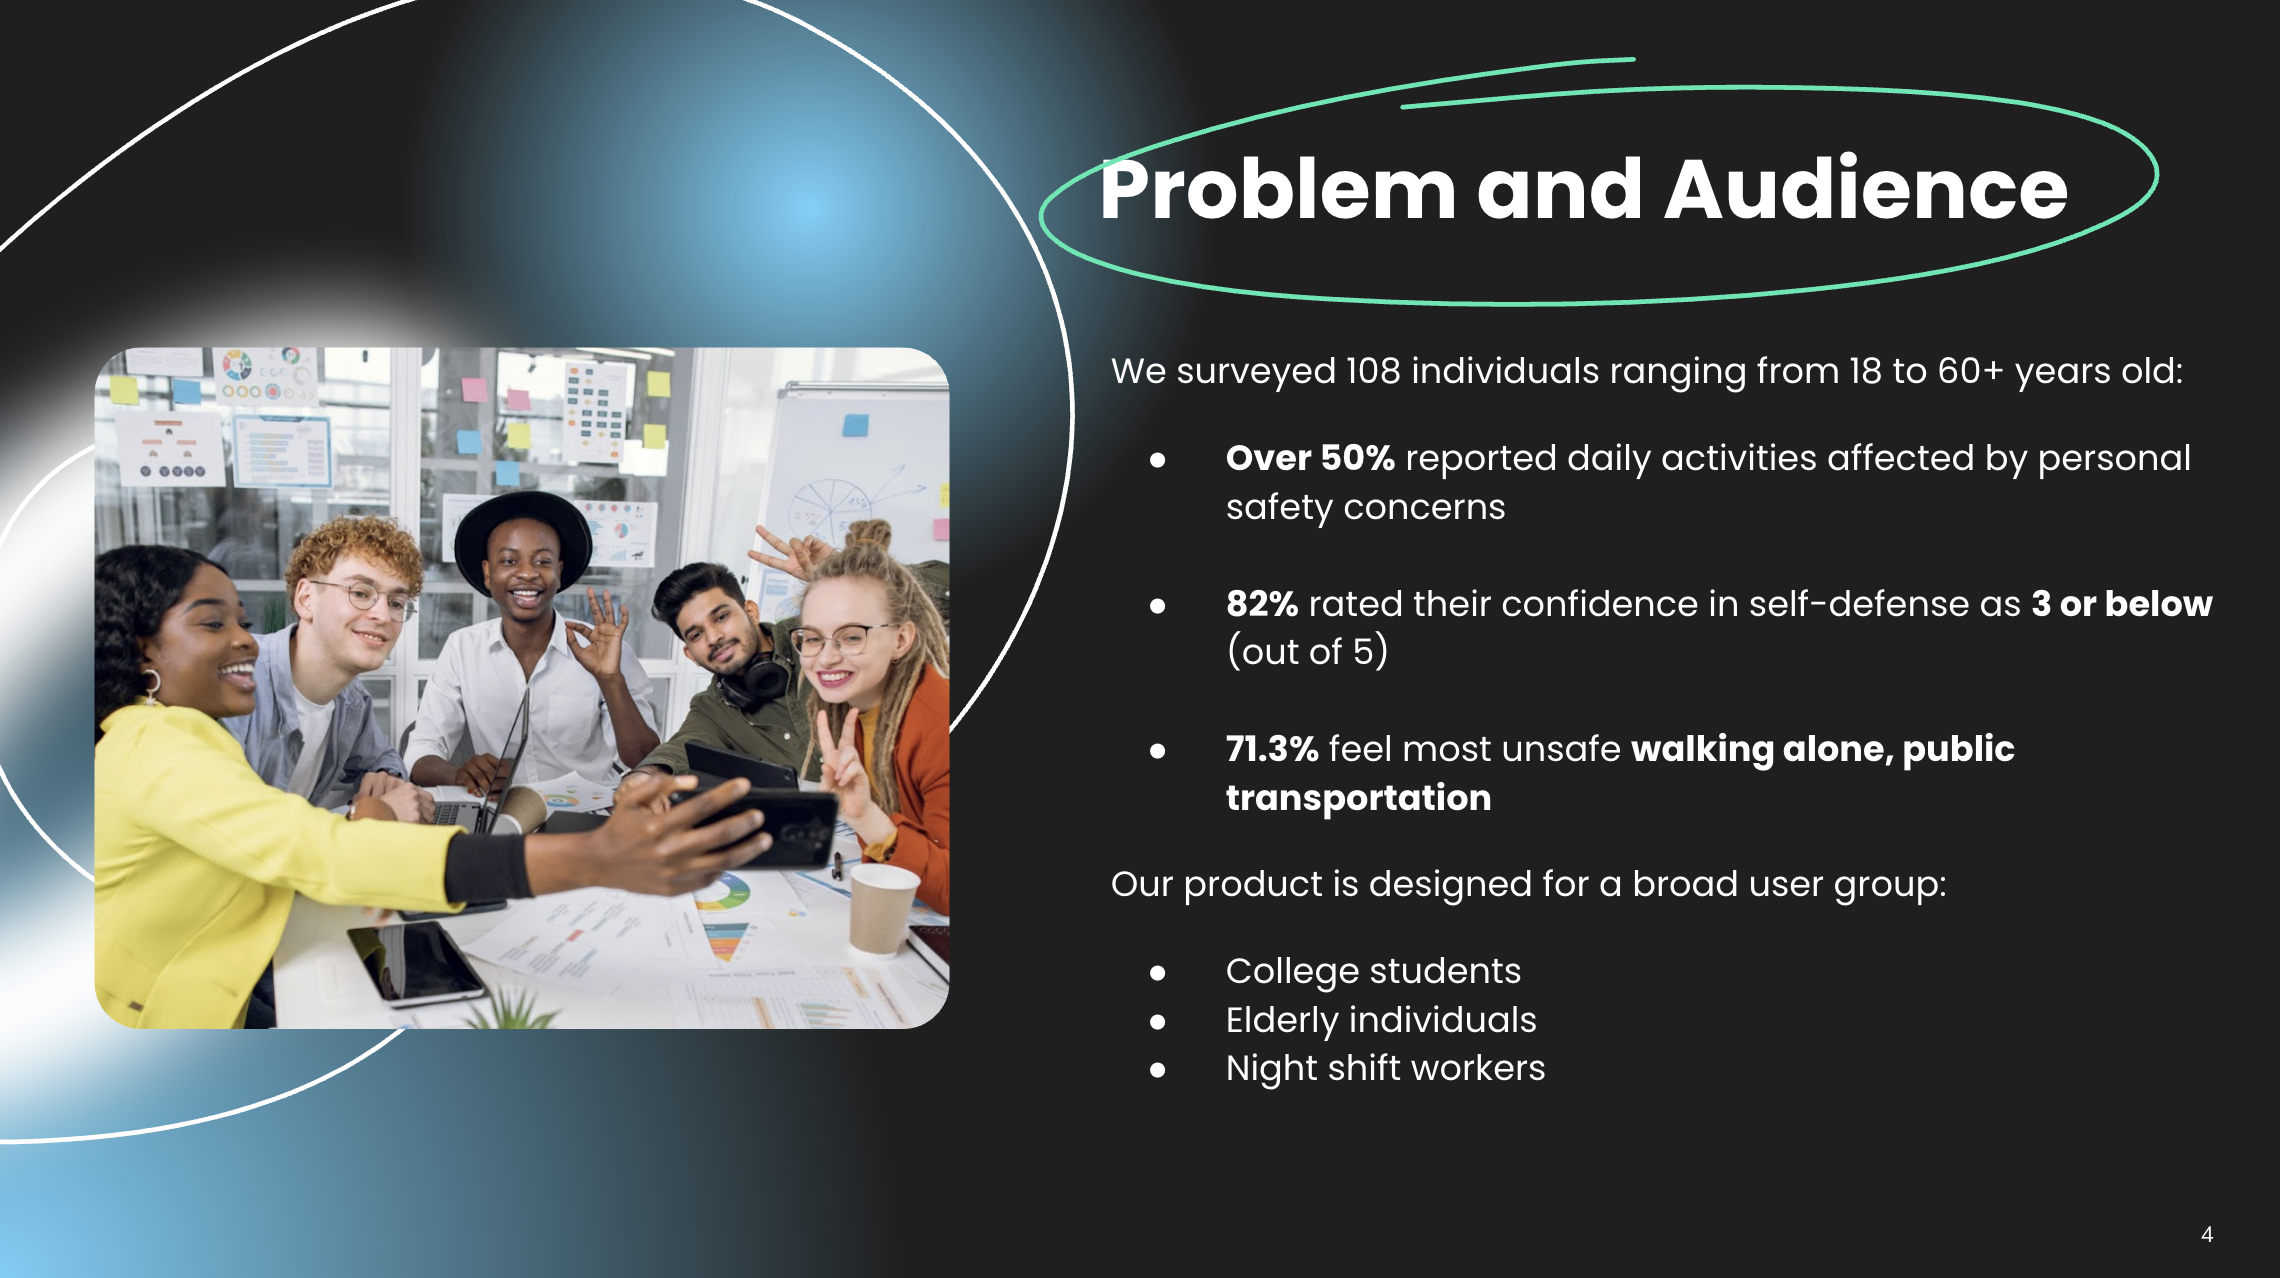 Problem and Audience
We surveyed 108 individuals ranging from 18 to 60+ years old:
● Over 50% reported daily activities affected by personal
safety concerns
● 82% rated their confidence in self-defense as 3 or below
(out of 5)
● 71.3% feel most unsafe walking alone, public
transportation
Our product is designed for a broad user group:
● College students
● Elderly individuals
● Night shift workers
4